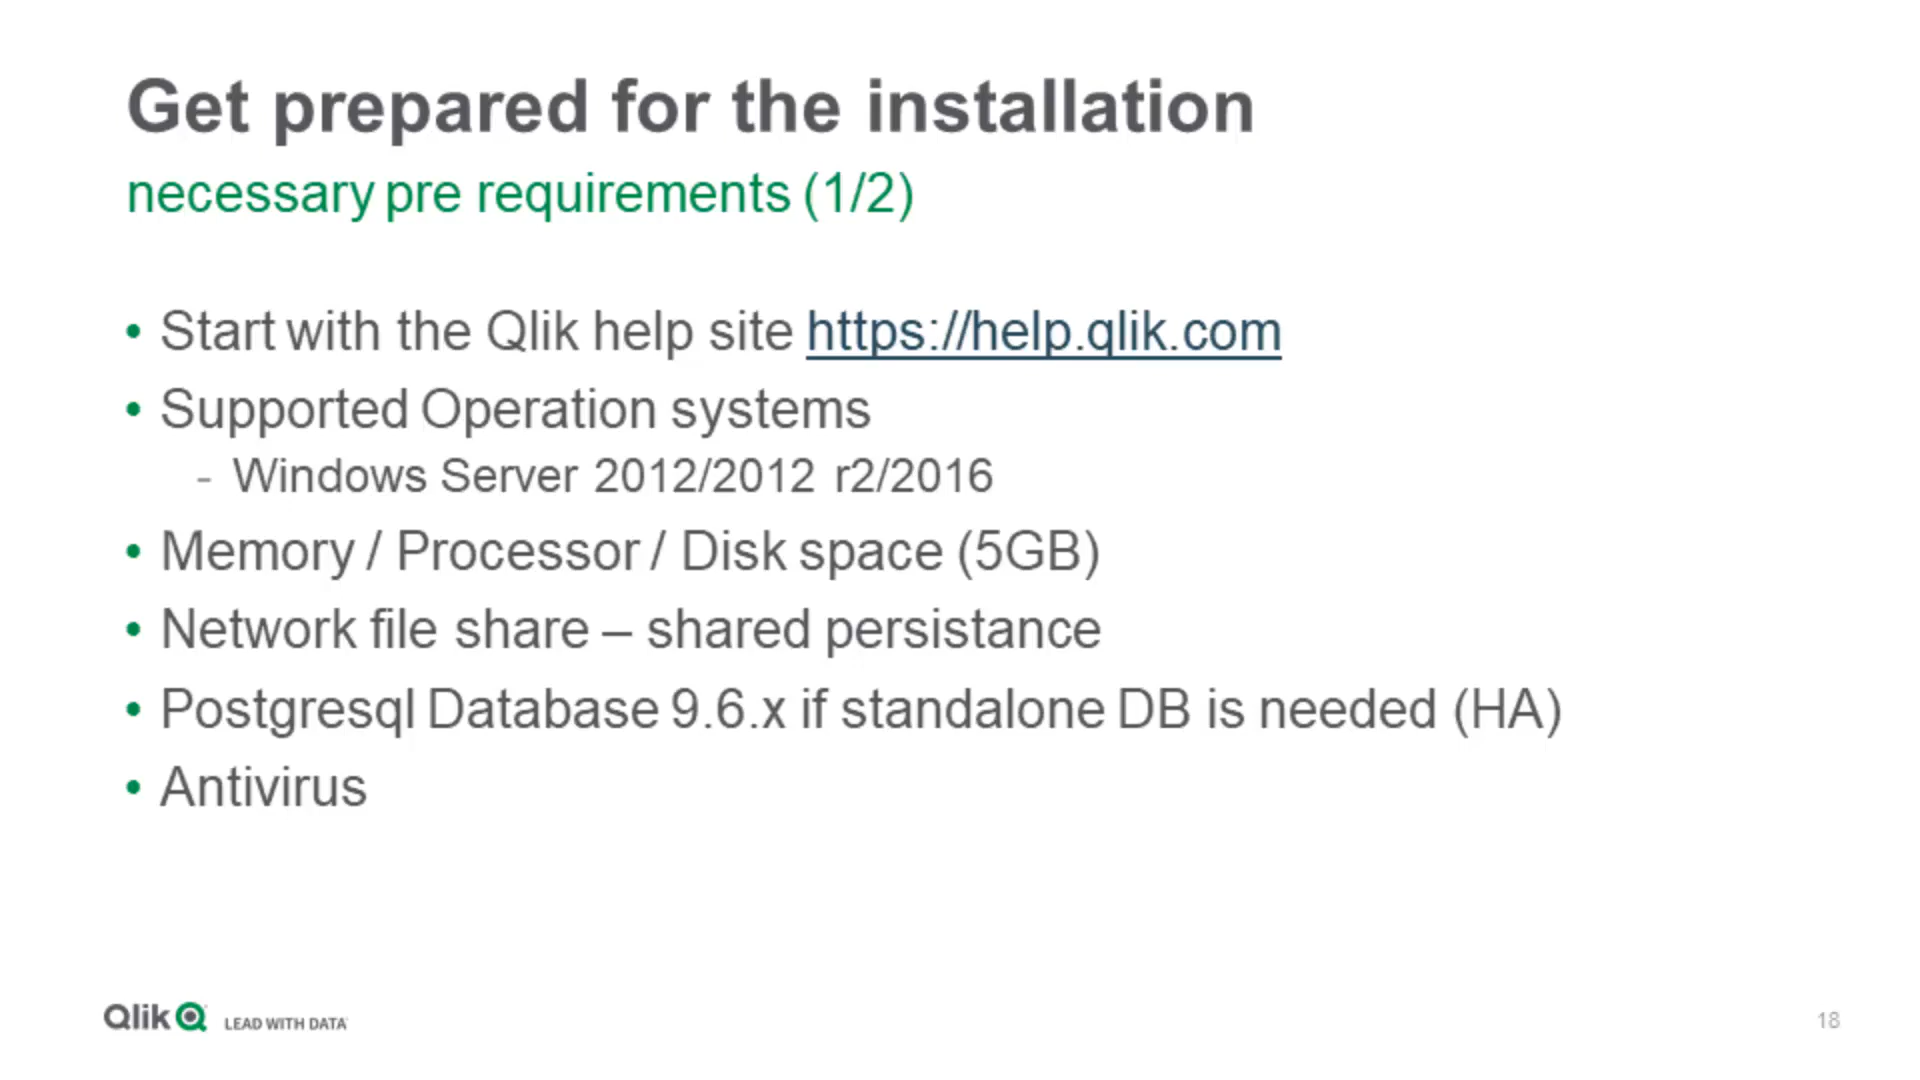 Get prepared for the installation
necessary pre requirements (1/2)
• Start with the Qlik help site https://help.qlik.com
• Supported Operation systems
- Windows Server 2012/2012 r2/2016
• Memory / Processor / Disk space (5GB)
• Network file share – shared persistance
• Postgresql Database 9.6.x if standalone DB is needed (HA)
• Antivirus
Qlik LEAD WITH DATA
18